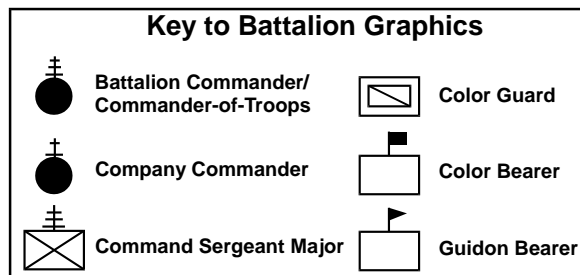 Key to Battalion Graphics
Battalion Commander/
Commander-of-Troops
Color Guard
Company Commander
Color Bearer
Command Sergeant Major
Guidon Bearer